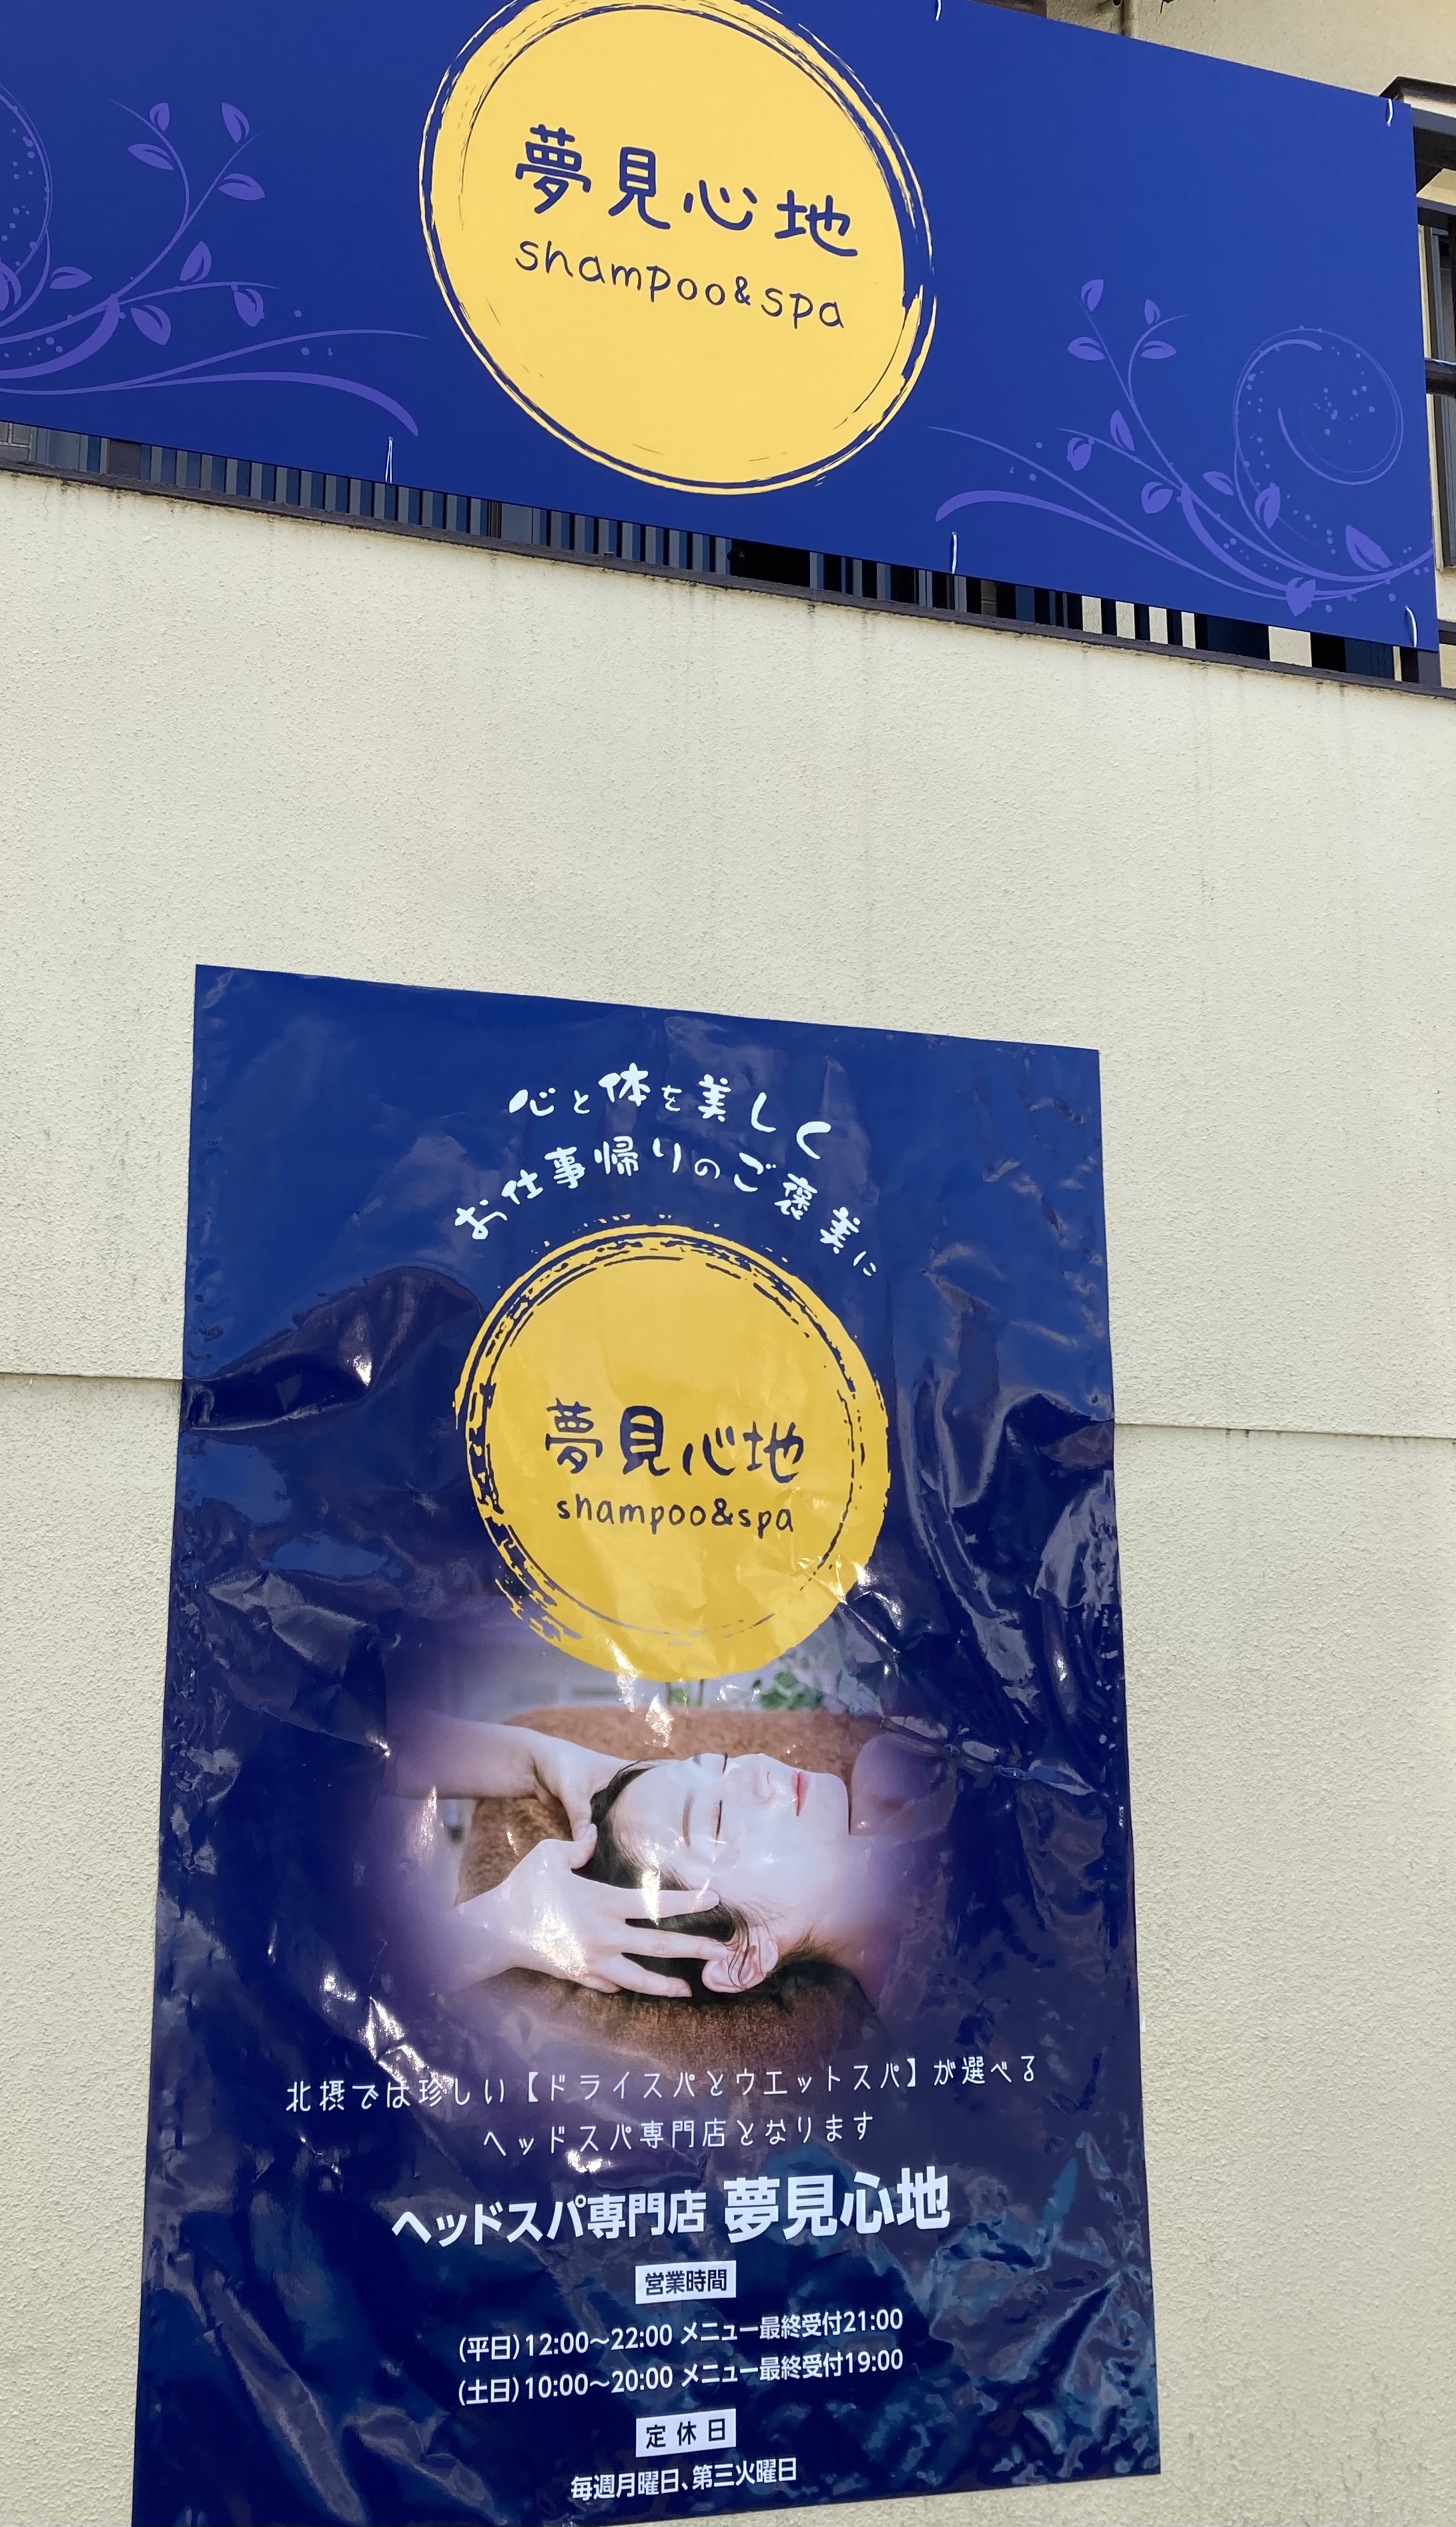 夢見心地
shampoo&spa
心と体を美しく
お仕事帰りのご褒美に
夢見心地
shampoo&spa
北摂では珍しい【ドライスパとウエットスパ】が選べる
ヘッドスパ専門店となります
ヘッドスパ専門店 夢見心地
営業時間
(平日)12:00〜22:00 メニュー最終受付21:00
(土日)10:00〜20:00 メニュー最終受付19:00
定休日
毎週月曜日、第三火曜日